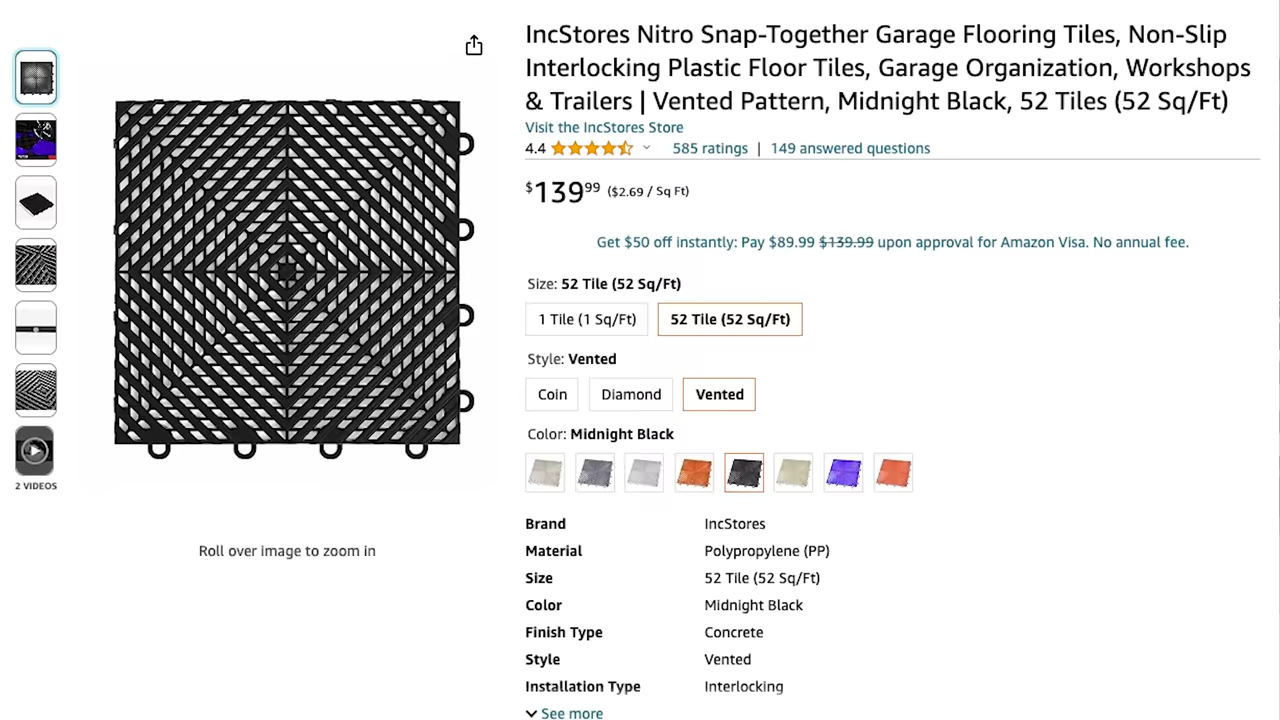 IncStores Nitro Snap-Together Garage Flooring Tiles, Non-Slip
Interlocking Plastic Floor Tiles, Garage Organization, Workshops
& Trailers | Vented Pattern, Midnight Black, 52 Tiles (52 Sq/Ft)
Visit the IncStores Store
4.4 585 ratings | 149 answered questions
$139.99 ($2.69 / Sq Ft)
Get $50 off instantly: Pay $89.99 $139.99 upon approval for Amazon Visa. No annual fee.
Size: 52 Tile (52 Sq/Ft)
1 Tile (1 Sq/Ft) 52 Tile (52 Sq/Ft)
Style: Vented
Coin Diamond Vented
Color: Midnight Black
2 VIDEOS
Roll over image to zoom in
Brand IncStores
Material Polypropylene (PP)
Size 52 Tile (52 Sq/Ft)
Color Midnight Black
Finish Type Concrete
Style Vented
Installation Type Interlocking
See more